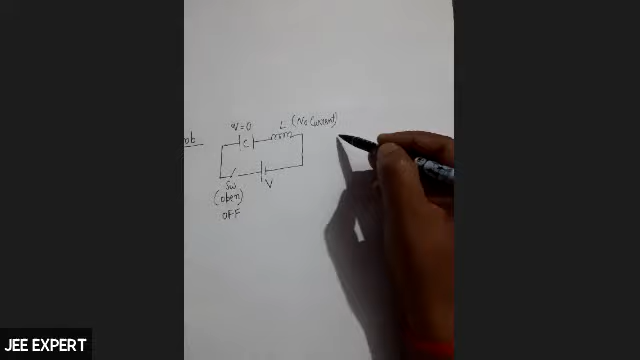 q=0
L (No Current)
C
Sw
V
(open)
OFF
JEE EXPERT